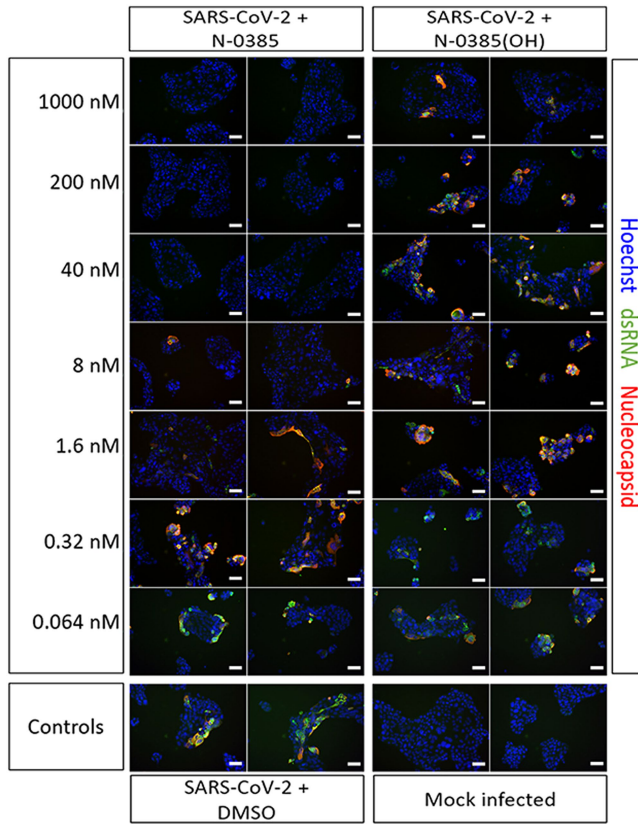 SARS-CoV-2 +
N-0385
SARS-CoV-2 +
N-0385(OH)
1000 nM
200 nM
40 nM
8 nM
1.6 nM
0.32 nM
0.064 nM
Hoechst dsRNA Nucleocapsid
Controls
SARS-CoV-2 +
DMSO
Mock infected